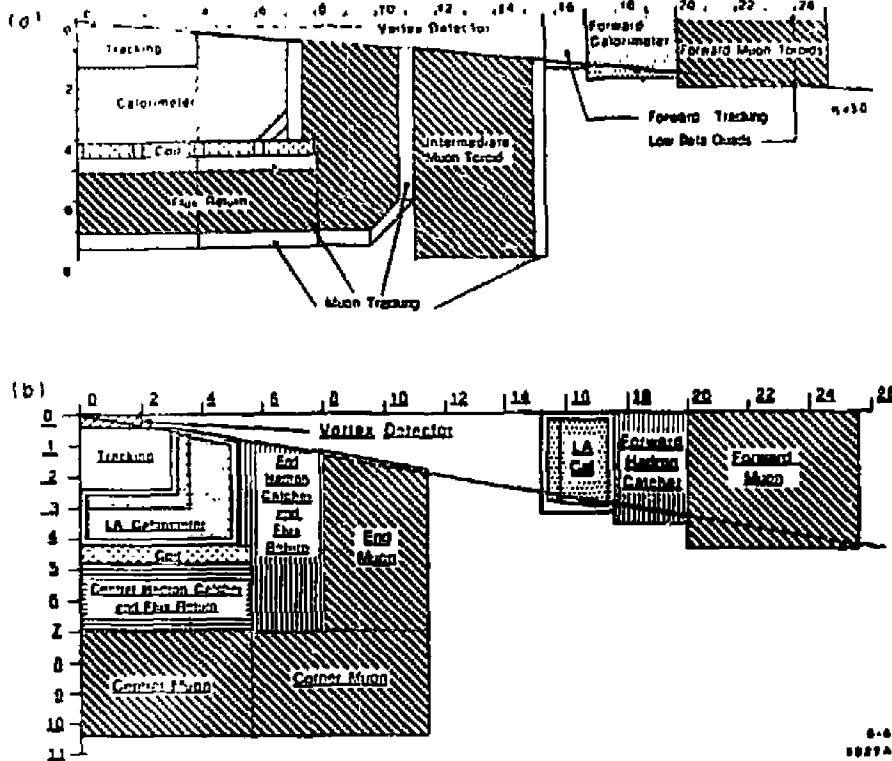 (a)
6 8 10 12 14 16 18 20 22 24
Vertex Detector
Forward
Calorimeter
Forward Muon Toroids
0
Tracking
2
Calorimeter
Forward Tracking
Low Beta Quads
4
Coil
Intermediate
Muon Toroid
Flux Return
6
8
Muon Tracking
(b)
0 2 4 6 8 10 14 16 18 20 22 24 26
0
Vertex Detector
1
Tracking
End
Hadron
Catcher
and
Flux
Return
LA
Cal
Forward
Hadron
Catcher
Forward
Muon
2
3
LA Calorimeter
End
Muon
4
Coil
5
Central Hadron Catcher
and Flux Return
6
7
8
Central Muon
Corner Muon
9
10
11